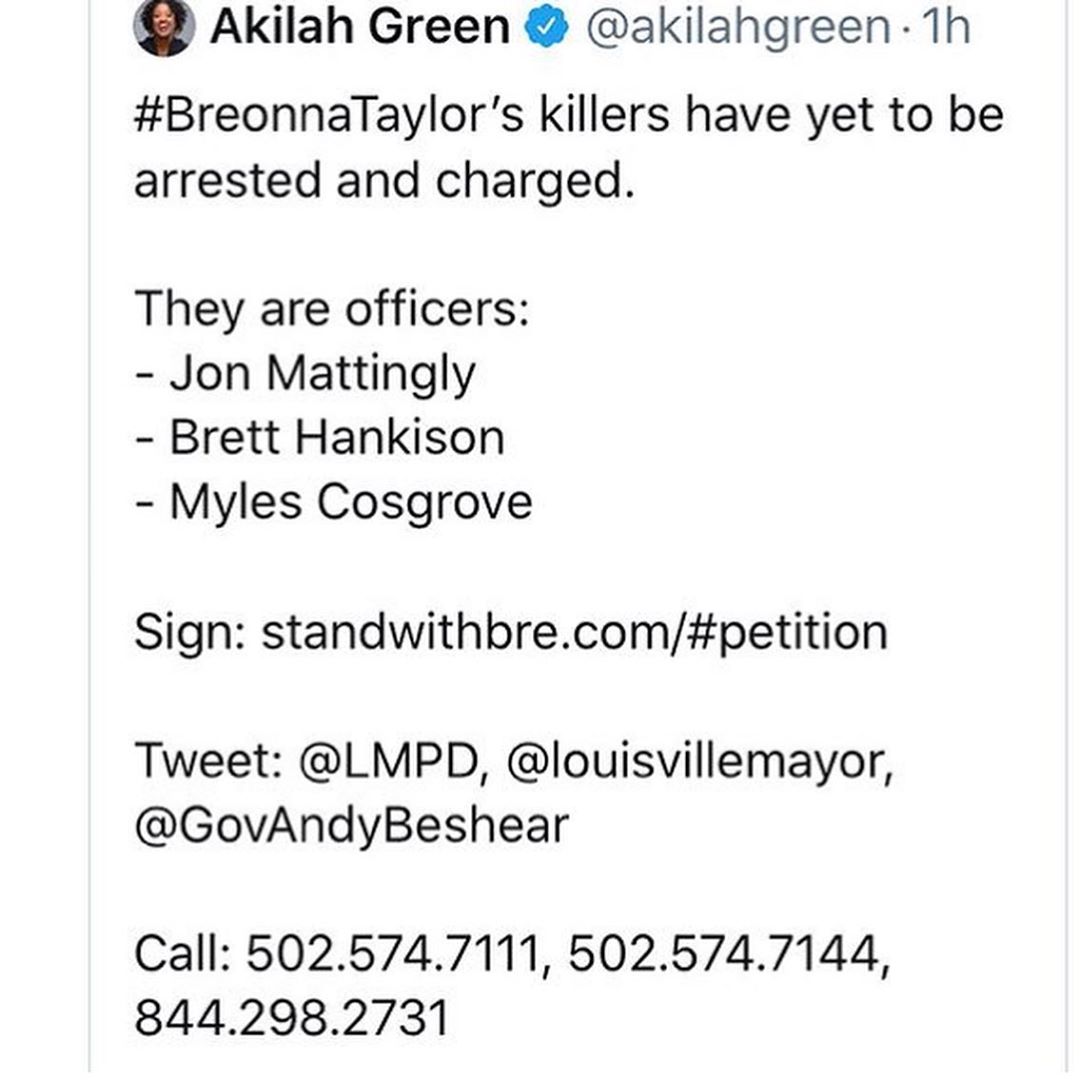 Akilah Green @akilahgreen · 1h
#BreonnaTaylor’s killers have yet to be
arrested and charged.
They are officers:
- Jon Mattingly
- Brett Hankison
- Myles Cosgrove
Sign: standwithbre.com/#petition
Tweet: @LMPD, @louisvillemayor,
@GovAndyBeshear
Call: 502.574.7111, 502.574.7144,
844.298.2731